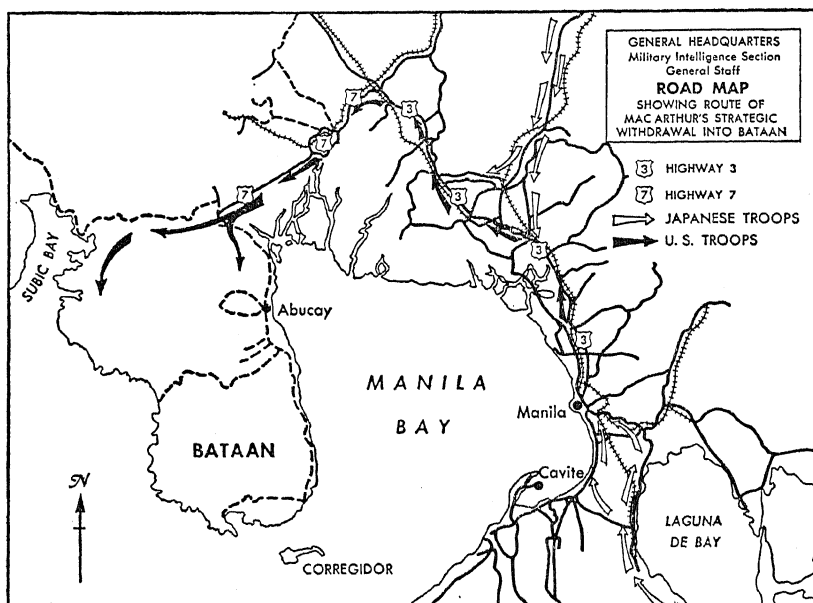 GENERAL HEADQUARTERS
Military Intelligence Section
General Staff
ROAD MAP
SHOWING ROUTE OF
MAC ARTHUR'S STRATEGIC
WITHDRAWAL INTO BATAAN
3 HIGHWAY 3
7 HIGHWAY 7
JAPANESE TROOPS
U.S. TROOPS
7
3
7
7
3
3
3
SUBIC BAY
Abucay
MANILA
BAY
Manila
BATAAN
Cavite
N
LAGUNA
DE BAY
CORREGIDOR